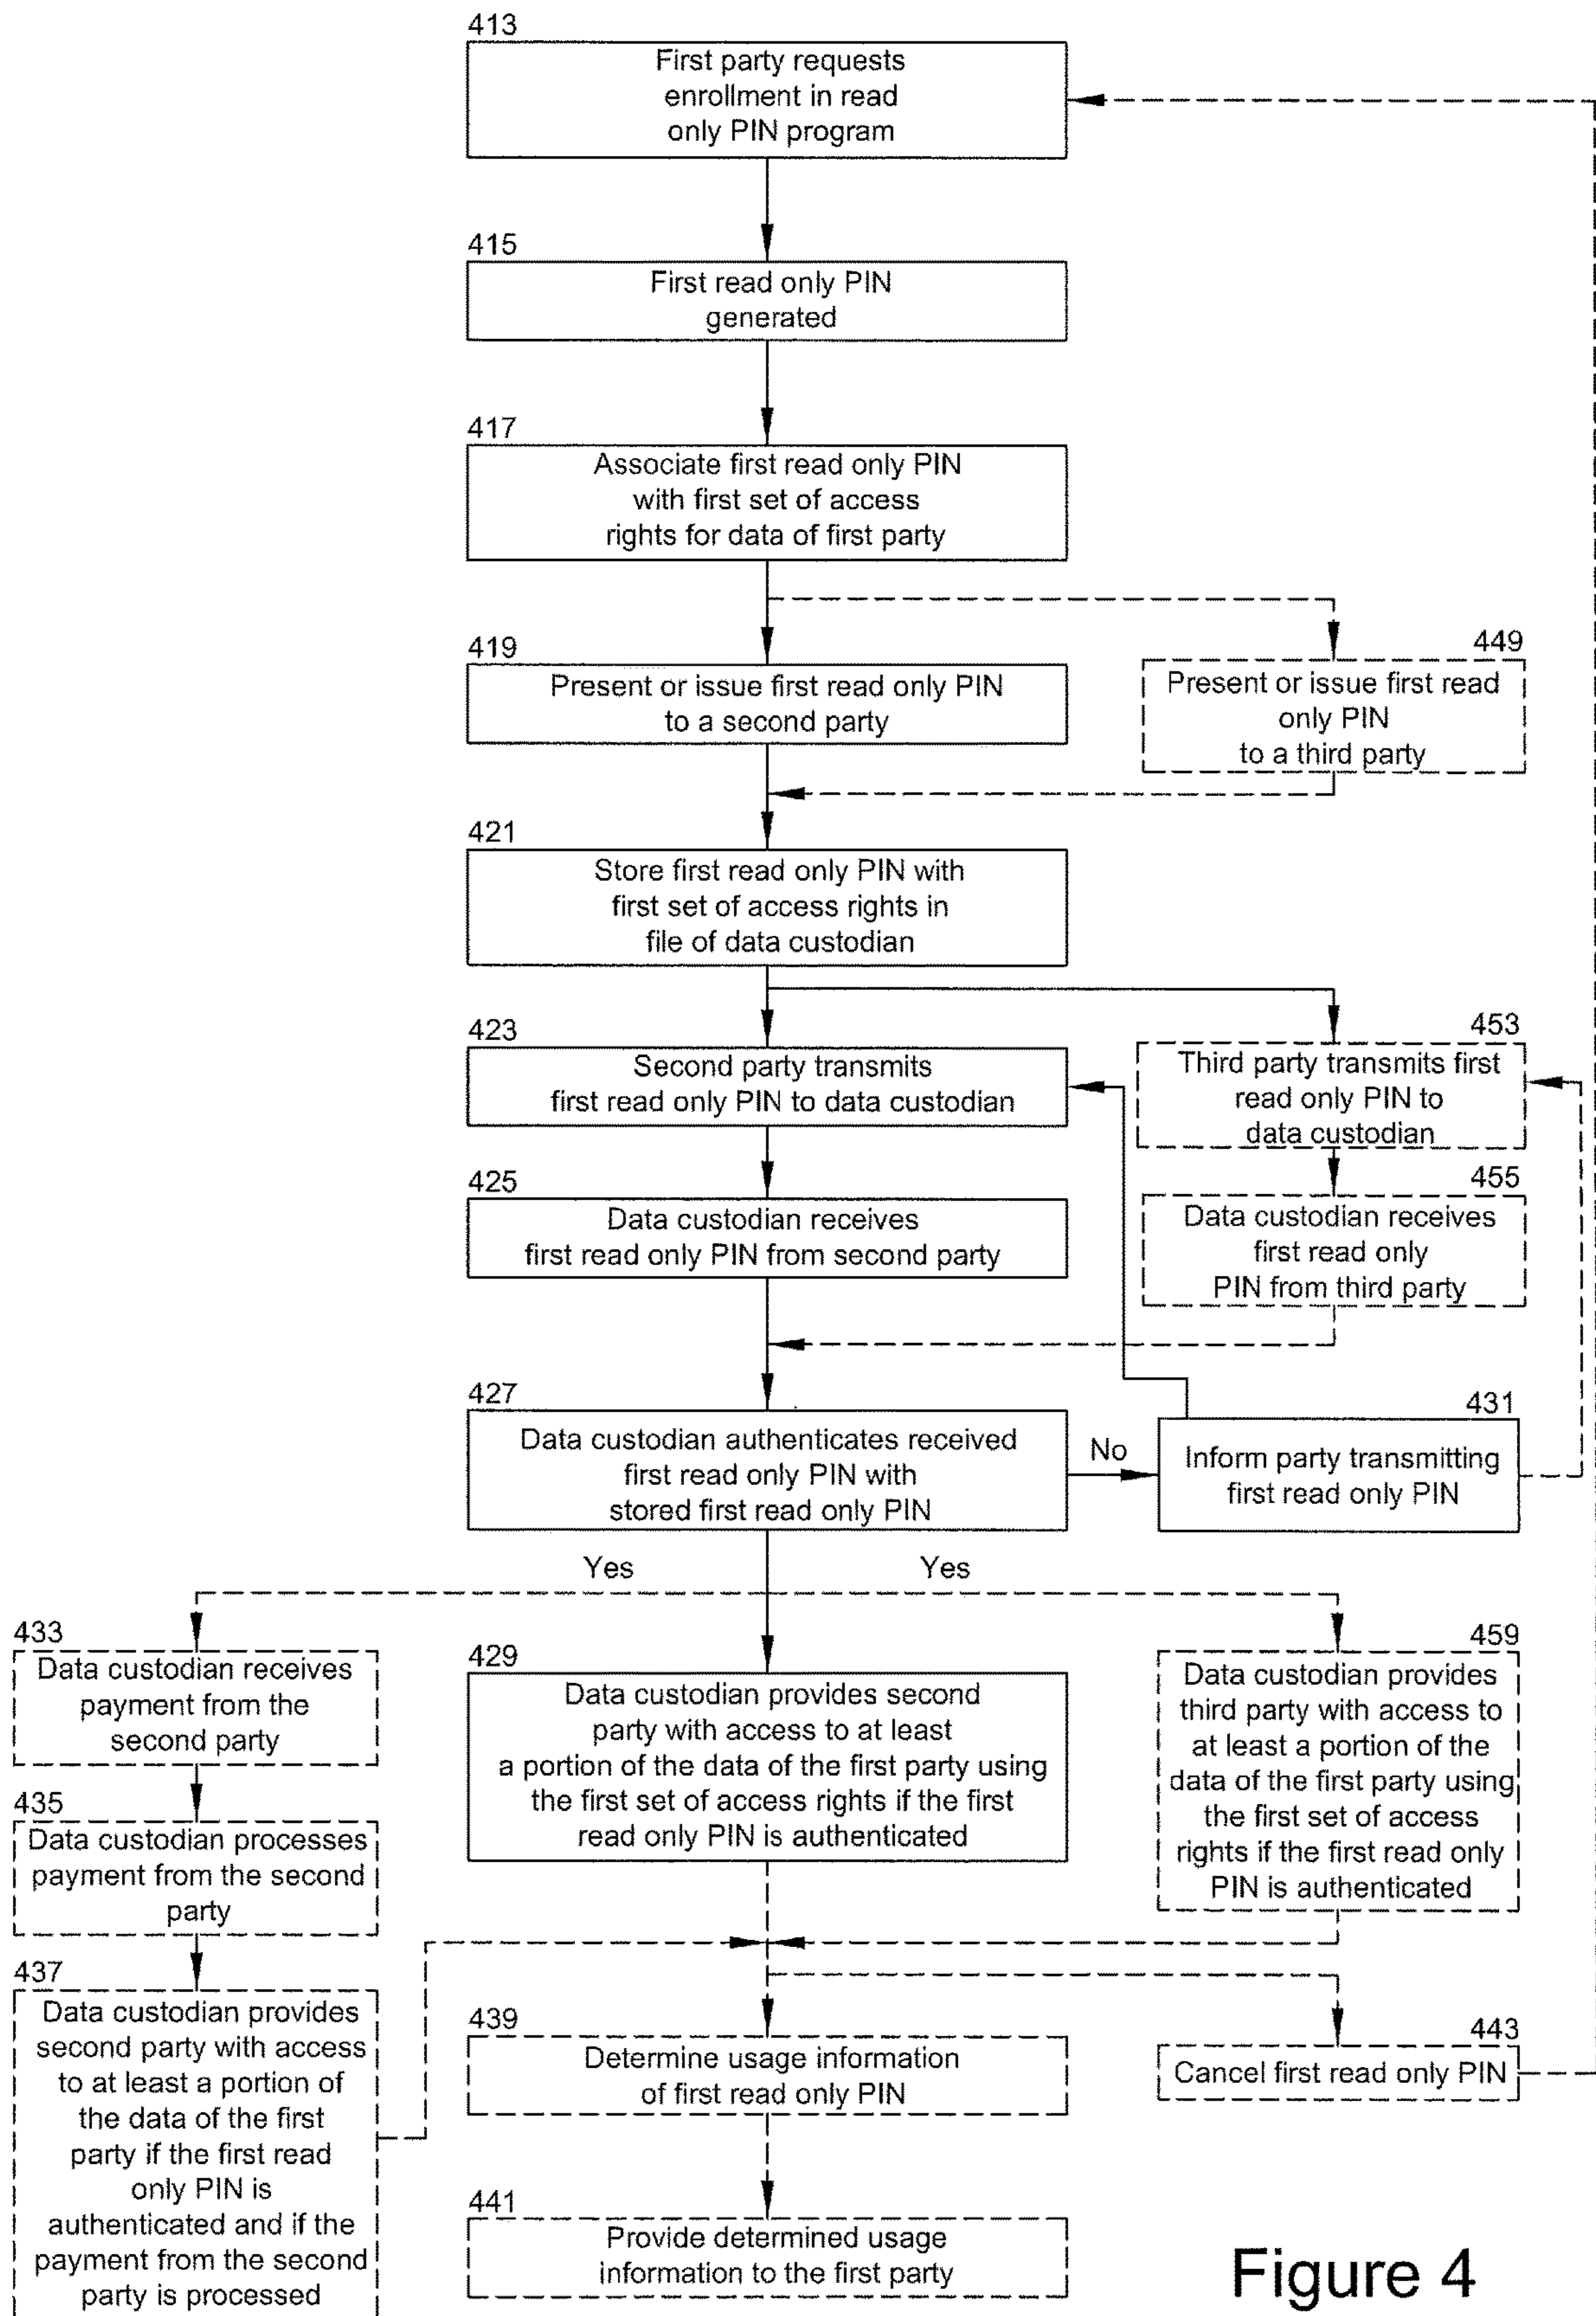 413
First party requests
enrollment in read
only PIN program
415
First read only PIN
generated
417
Associate first read only PIN
with first set of access
rights for data of first party
419
Present or issue first read only PIN
to a second party
449
Present or issue first read
only PIN
to a third party
421
Store first read only PIN with
first set of access rights in
file of data custodian
423
Second party transmits
first read only PIN to data custodian
453
Third party transmits first
read only PIN to
data custodian
425
Data custodian receives
first read only PIN from second party
455
Data custodian receives
first read only
PIN from third party
427
Data custodian authenticates received
first read only PIN with
stored first read only PIN
No
431
Inform party transmitting
first read only PIN
Yes
Yes
433
Data custodian receives
payment from the
second party
429
Data custodian provides second
party with access to at least
a portion of the data of the first party using
the first set of access rights if the first
read only PIN is authenticated
459
Data custodian provides
third party with access to
at least a portion of the
data of the first party using
the first set of access
rights if the first read only
PIN is authenticated
435
Data custodian processes
payment from the second
party
437
Data custodian provides
second party with access
to at least a portion of
the data of the first
party if the first read
only PIN is
authenticated and if the
payment from the second
party is processed
439
Determine usage information
of first read only PIN
443
Cancel first read only PIN
441
Provide determined usage
information to the first party
Figure 4